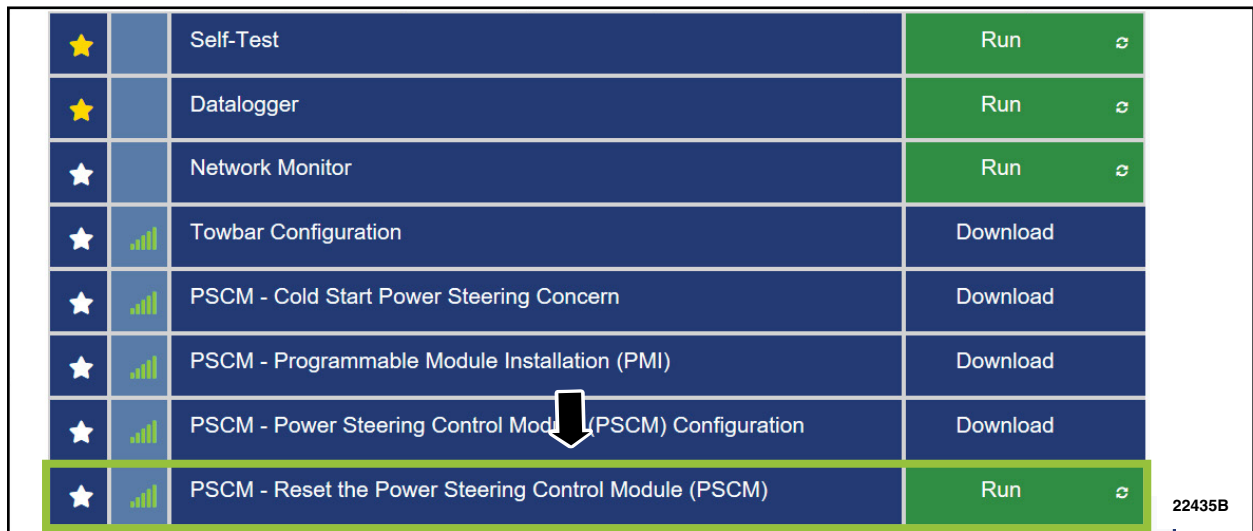 Self-Test Run
Datalogger Run
Network Monitor Run
Towbar Configuration Download
PSCM - Cold Start Power Steering Concern Download
PSCM - Programmable Module Installation (PMI) Download
PSCM - Power Steering Control (PSCM) Configuration Download
PSCM - Reset the Power Steering Control Module (PSCM) Run
22435B